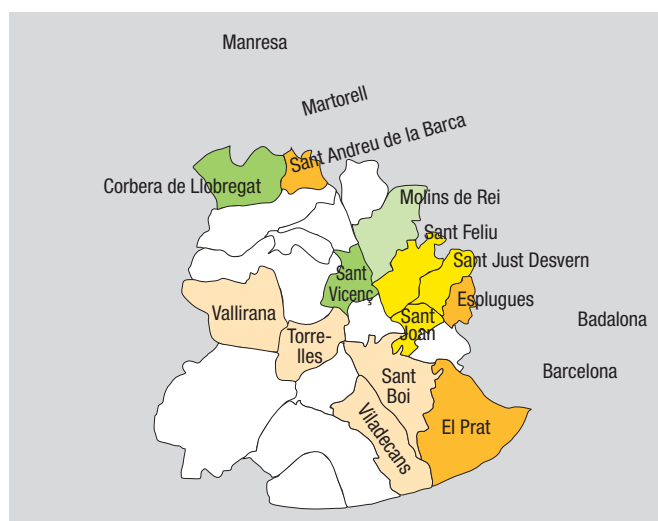 Manresa
Martorell
Sant Andreu de la Barca
Corbera de Llobregat
Molins de Rei
Sant Feliu
Sant Just Desvern
Sant
Vicenç
Esplugues
Vallirana
Badalona
Sant
Joan
Torre-
lles
Barcelona
Sant
Boi
Viladecans
El Prat